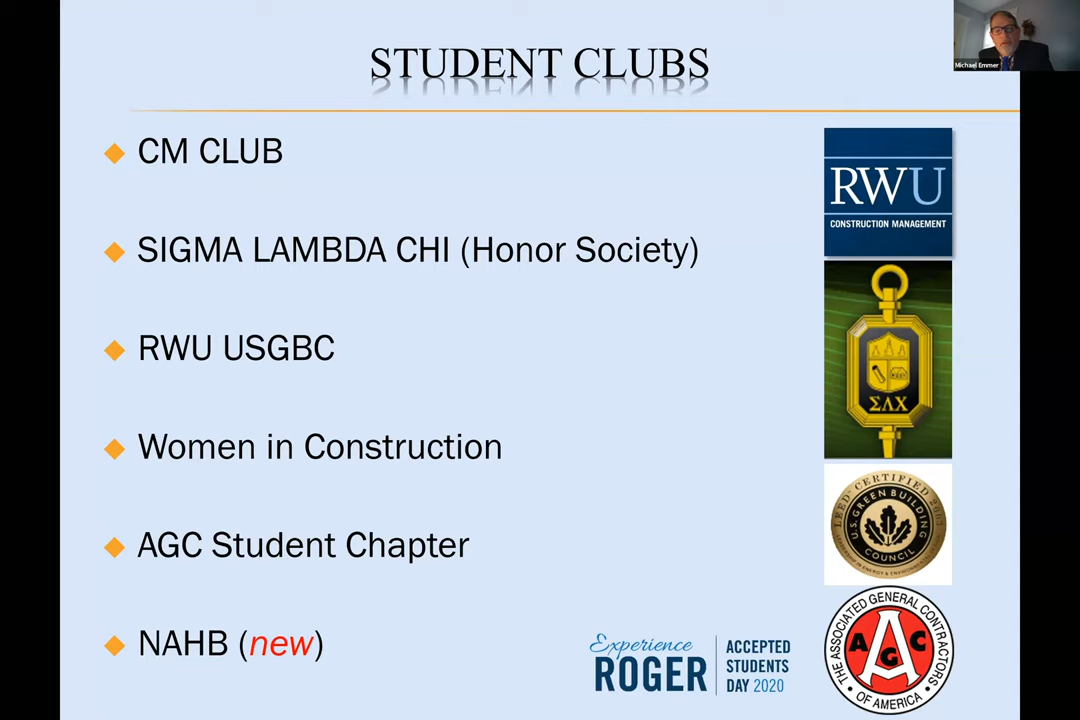 STUDENT CLUBS
Michael Emmer
CM CLUB
SIGMA LAMBDA CHI (Honor Society)
RWU USGBC
Women in Construction
AGC Student Chapter
NAHB (new)
RWU
CONSTRUCTION MANAGEMENT
ΣΛΧ
U.S. GREEN BUILDING
COUNCIL
THE ASSOCIATED GENERAL CONTRACTORS
OF AMERICA
AGC
Experience
ROGER
ACCEPTED
STUDENTS
DAY 2020